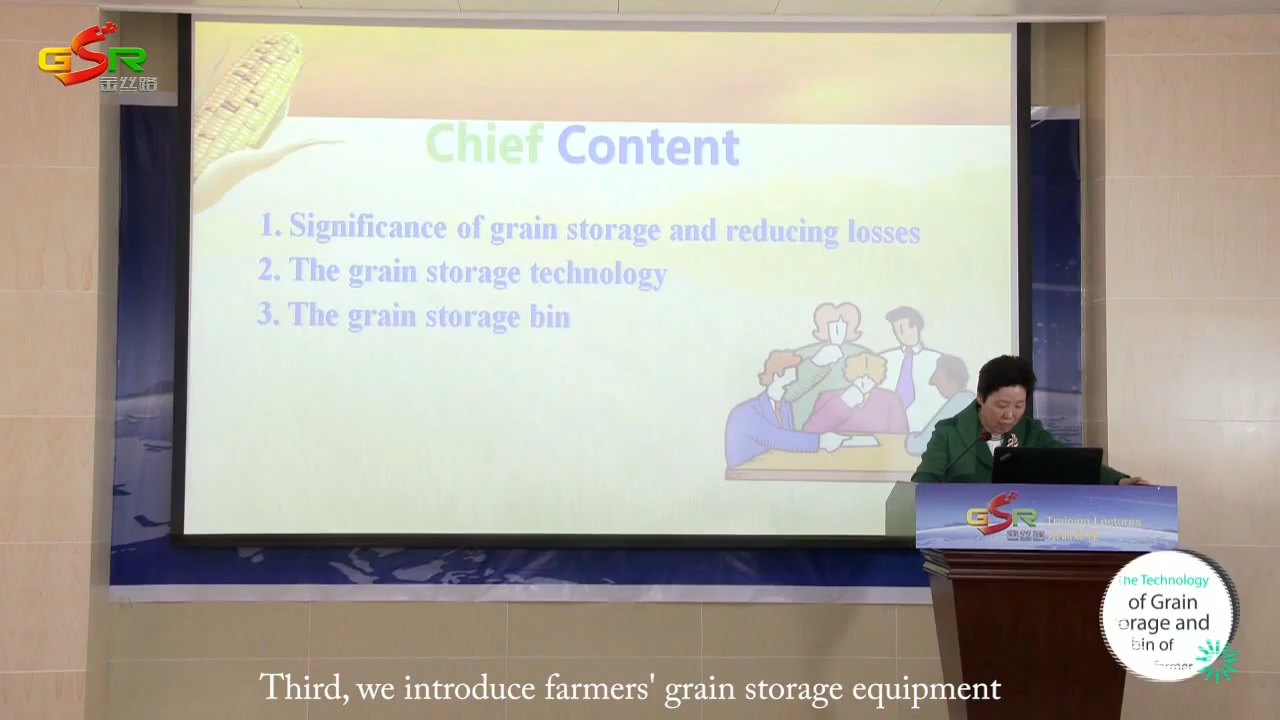 GSR
金丝路
Chief Content
1. Significance of grain storage and reducing losses
2. The grain storage technology
3. The grain storage bin
GSR Training Lectures
金丝路
The Technology
of Grain
orage and
bin of
Farmer
Third, we introduce farmers' grain storage equipment